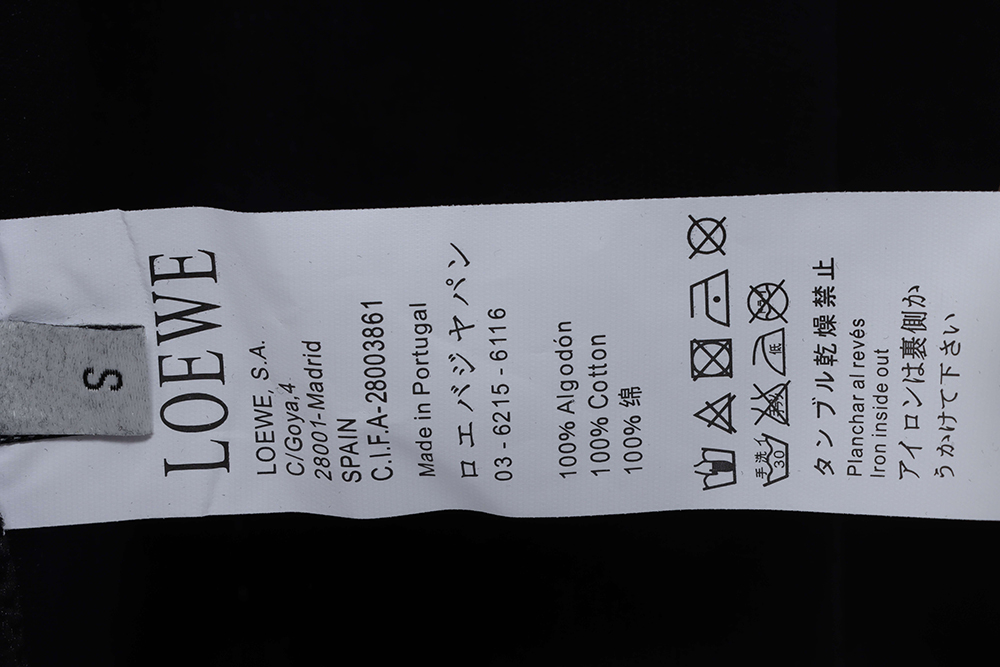 S
LOEWE
LOEWE, S.A.
C/Goya,4
28001-Madrid
SPAIN
C.I.F.A-28003861
Made in Portugal
ロエバジャパン
03 - 6215 - 6116
100% Algodón
100% Cotton
100% 绵
手洗 30
低
タンブル乾燥禁止
Planchar al revés
Iron inside out
アイロンは裏側か
うかけて下さい